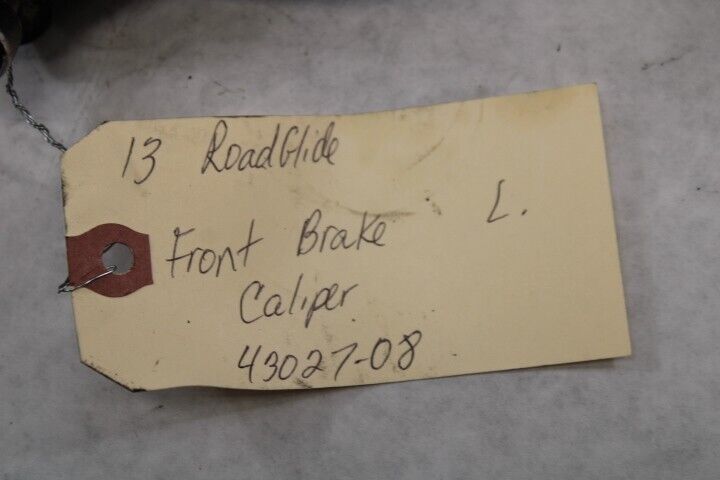 13 RoadGlide
Front Brake L.
Caliper
43027-08